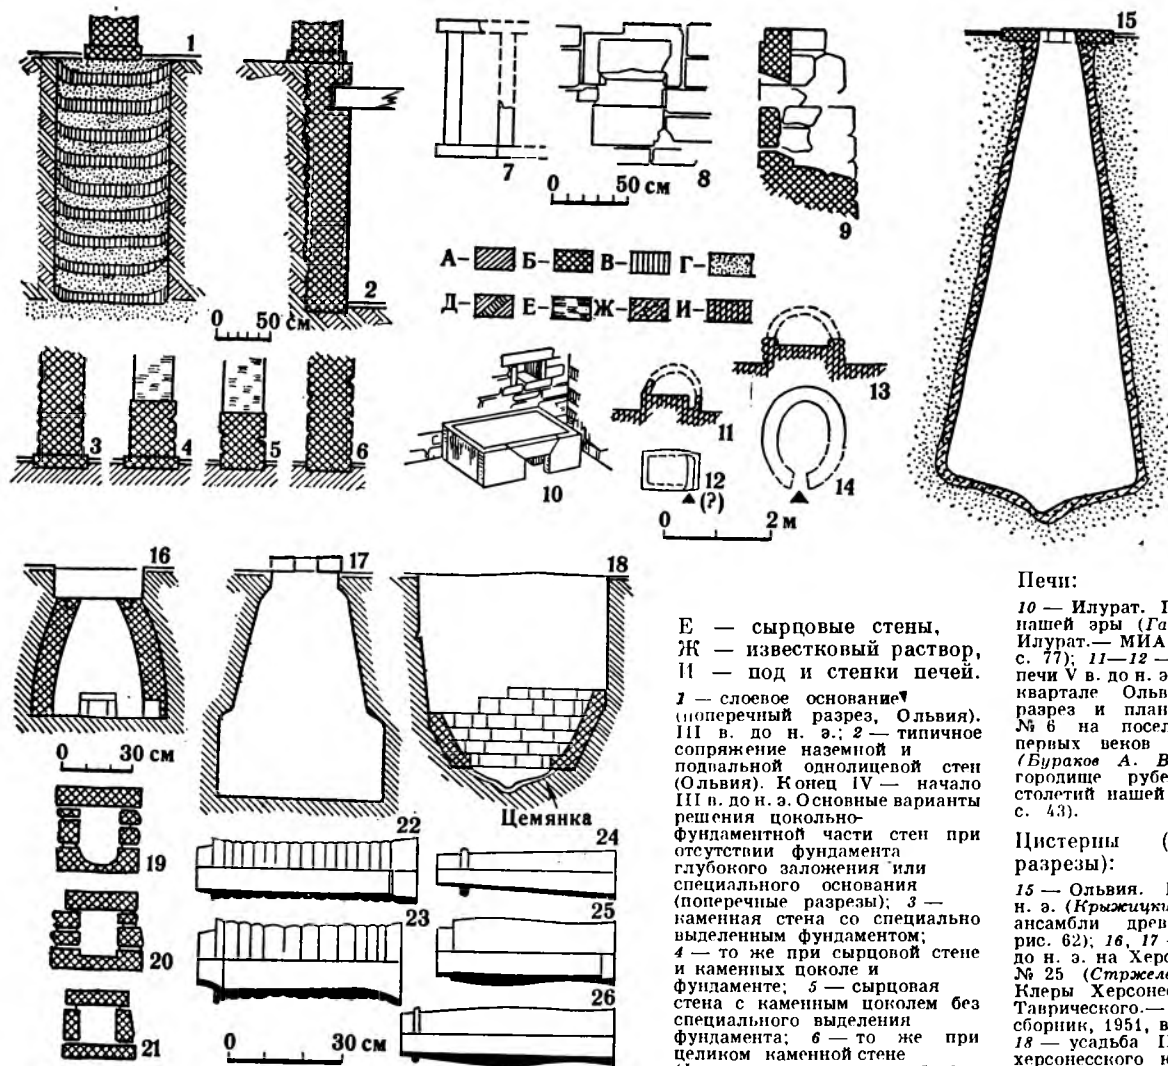 1
2
0 50 см
3
4
5
6
7
8
0 50 см
9
А- Б- В- Г-
Д- Е- Ж- И-
10
11
12
(?)
13
14
0 2 м
15
16
0 30 см
17
18
Цемянка
19
20
21
22
23
0 30 см
24
25
26
Е — сырцовые стены,
Ж — известковый раствор,
И — под и стенки печей.
1 — слоевое основание
(поперечный разрез, Ольвия).
III в. до н. э.; 2 — типичное
сопряжение наземной и
подвальной однолицевой стен
(Ольвия). Конец IV — начало
III в. до н. э. Основные варианты
решения цокольно-
фундаментной части стен при
отсутствии фундамента
глубокого заложения или
специального основания
(поперечные разрезы); 3 —
каменная стена со специально
выделенным фундаментом;
4 — то же при сырцовой стене
и каменных цоколе и
фундаменте; 5 — сырцовая
стена с каменным цоколем без
специального выделения
фундамента; 6 — то же при
целиком каменной стене
Печи:
10 — Илурат.
нашей эры (Га
Илурат.— МИА
с. 77); 11—12 —
печи V в. до н. э
квартале Ольв
разрез и план
№ 6 на посел
первых веков
(Бураков А. В
городище рубе
столетий нашей
с. 43).
Цистерны (
разрезы):
15 — Ольвия.
н. э. (Крыжицки
ансамбли древ
рис. 62); 16, 17
до н. э. на Херс
№ 25 (Стржеле
Клеры Херсоне
Таврического.—
сборник, 1951, в
18 — усадьба
херсонесского